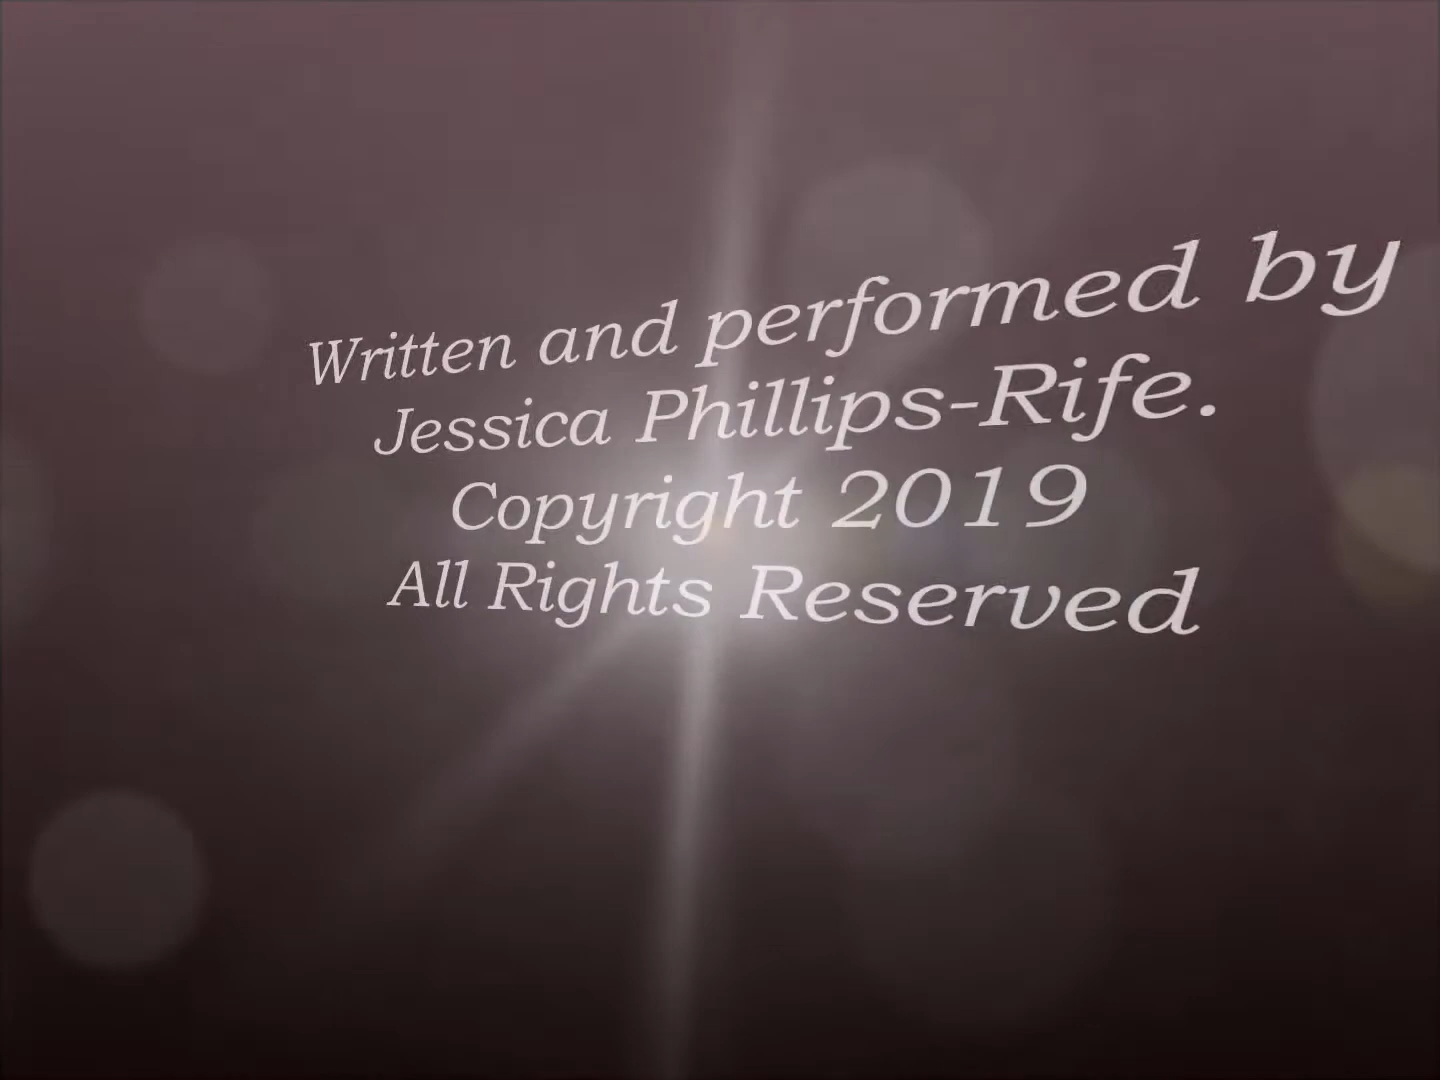 Written and performed by
Jessica Phillips-Rife.
Copyright 2019
All Rights Reserved